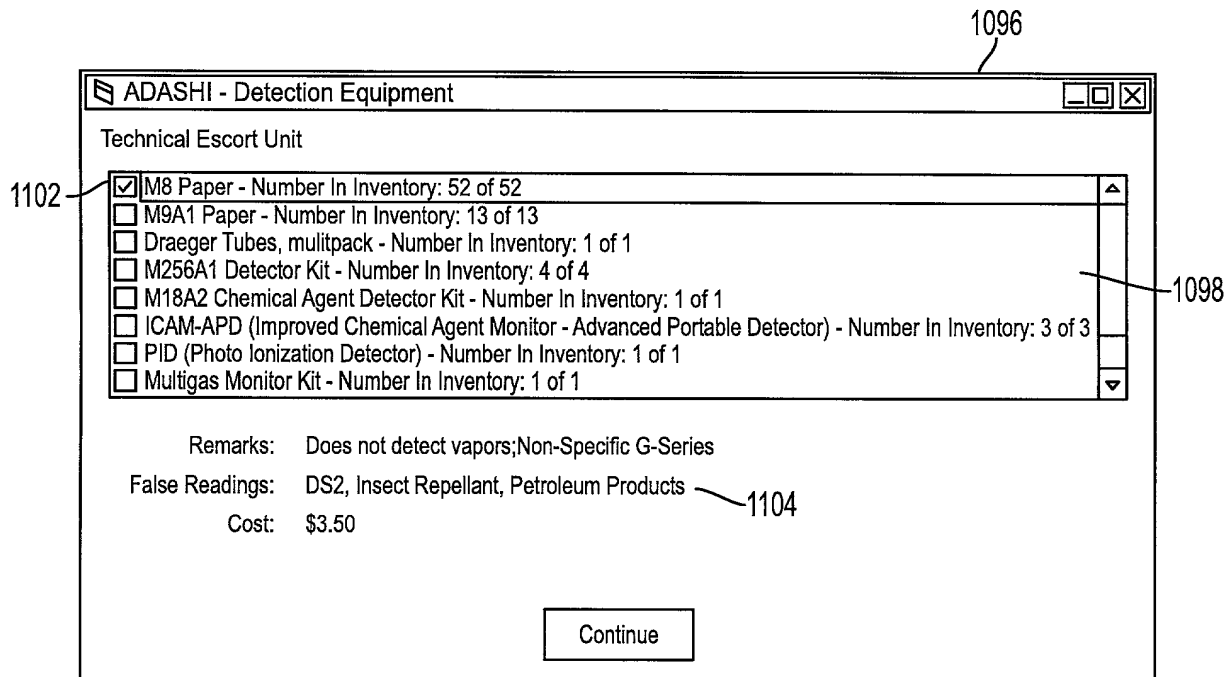 1096
ADASHI - Detection Equipment
Technical Escort Unit
1102
M8 Paper - Number In Inventory: 52 of 52
M9A1 Paper - Number In Inventory: 13 of 13
Draeger Tubes, mulitpack - Number In Inventory: 1 of 1
M256A1 Detector Kit - Number In Inventory: 4 of 4
1098
M18A2 Chemical Agent Detector Kit - Number In Inventory: 1 of 1
ICAM-APD (Improved Chemical Agent Monitor - Advanced Portable Detector) - Number In Inventory: 3 of 3
PID (Photo Ionization Detector) - Number In Inventory: 1 of 1
Multigas Monitor Kit - Number In Inventory: 1 of 1
Remarks: Does not detect vapors;Non-Specific G-Series
False Readings: DS2, Insect Repellant, Petroleum Products
1104
Cost: $3.50
Continue